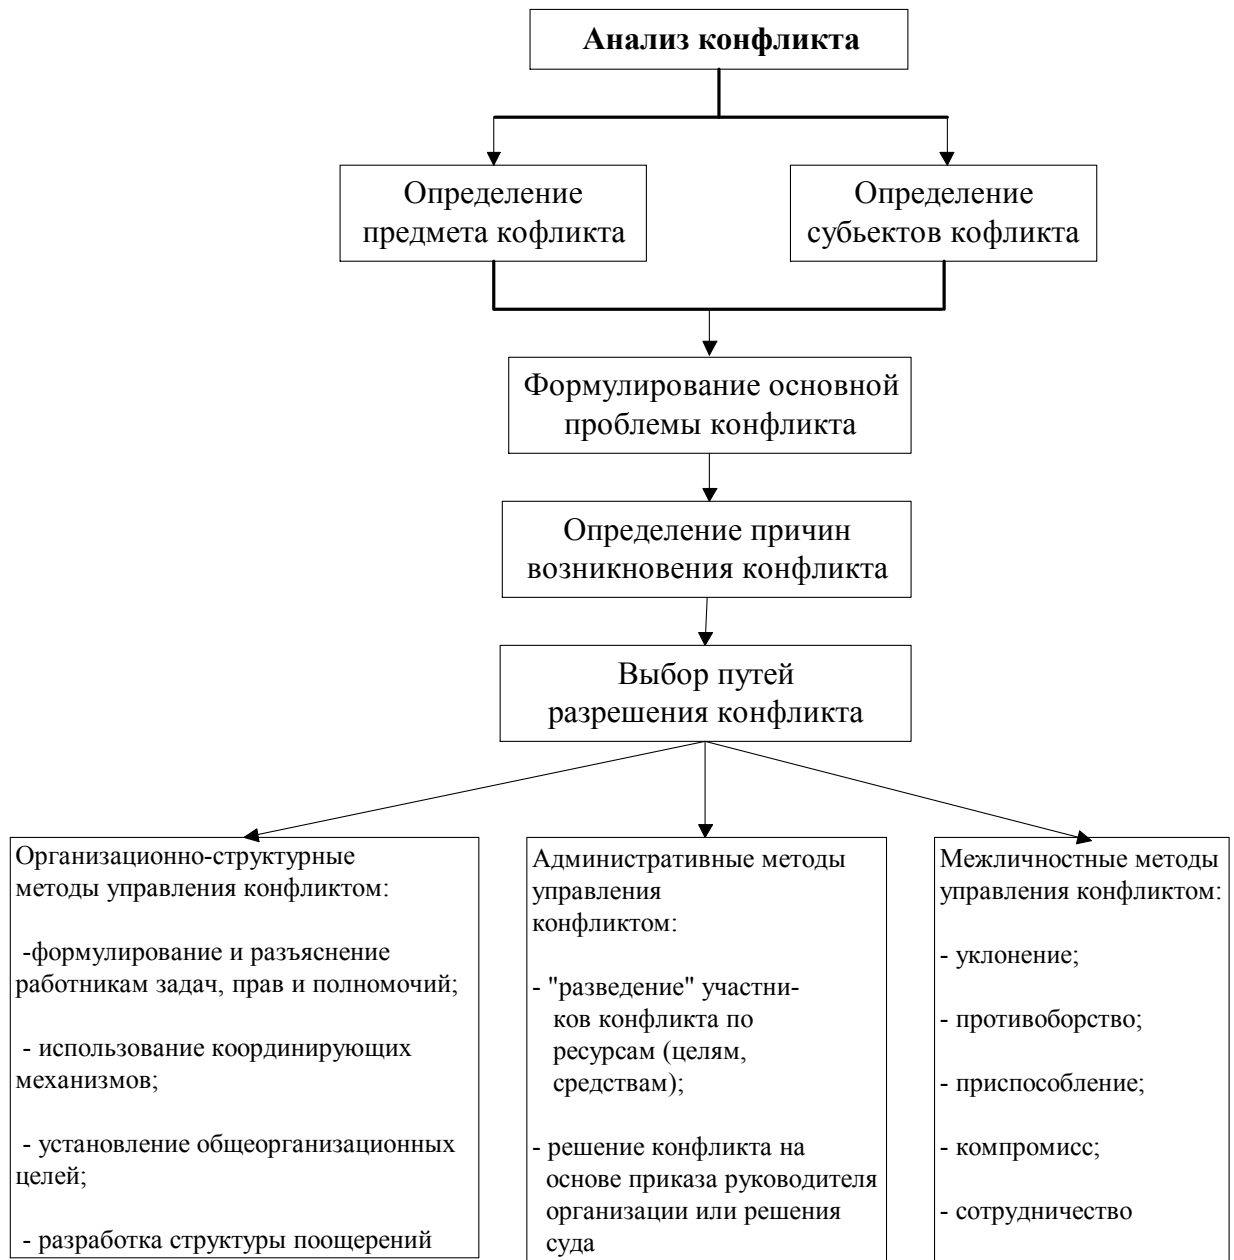 Анализ конфликта
Определение
предмета кофликта
Определение
субьектов кофликта
Формулирование основной
проблемы конфликта
Определение причин
возникновения конфликта
Выбор путей
разрешения конфликта
Организационно-структурные
методы управления конфликтом:
-формулирование и разъяснение
работникам задач, прав и полномочий;
- использование координирующих
механизмов;
- установление общеорганизационных
целей;
- разработка структуры поощерений
Административные методы
управления
конфликтом:
- "разведение" участни-
ков конфликта по
ресурсам (целям,
средствам);
- решение конфликта на
основе приказа руководителя
организации или решения
суда
Межличностные методы
управления конфликтом:
- уклонение;
- противоборство;
- приспособление;
- компромисс;
- сотрудничество